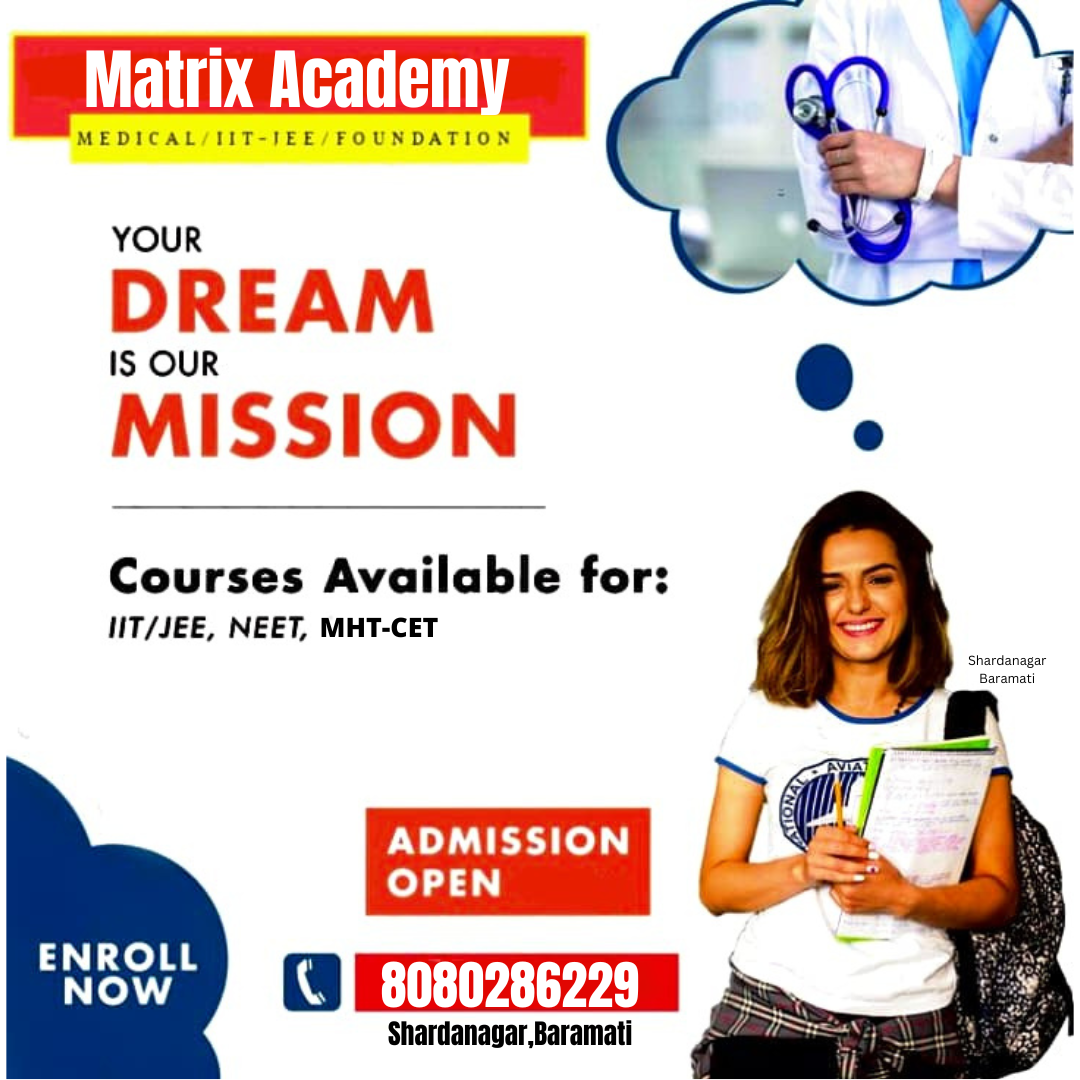 Matrix Academy
MEDICAL/IIT-JEE/FOUNDATION
YOUR
DREAM
IS OUR
MISSION
Courses Available for:
IIT/JEE, NEET, MHT-CET
Shardanagar
Baramati
ADMISSION
OPEN
ENROLL
NOW
8080286229
Shardanagar,Baramati